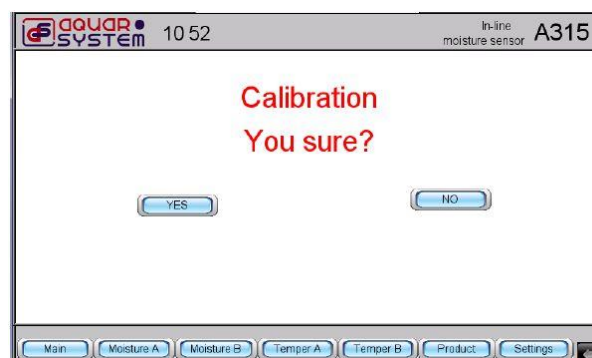 aquar
system
10 52
In-line
moisture sensor
A315
Calibration
You sure?
YES
NO
Main
Moisture A
Moisture B
Temper A
Temper B
Product
Settings